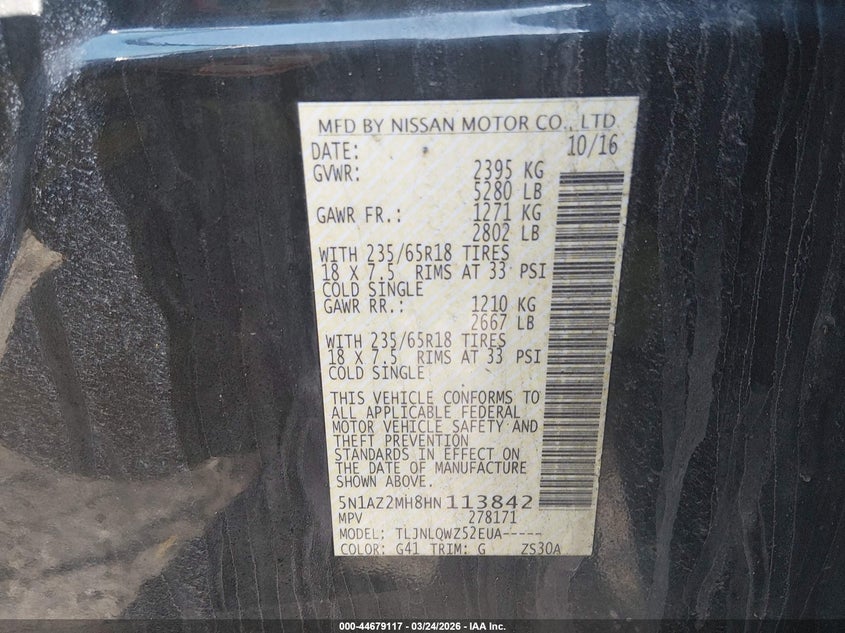 MFD BY NISSAN MOTOR CO., LTD
DATE: 10/16
GVWR: 2395 KG
5280 LB
GAWR FR.: 1271 KG
2802 LB
WITH 235/65R18 TIRES
18 X 7.5 RIMS AT 33 PSI
COLD SINGLE
GAWR RR.: 1210 KG
2667 LB
WITH 235/65R18 TIRES
18 X 7.5 RIMS AT 33 PSI
COLD SINGLE
THIS VEHICLE CONFORMS TO
ALL APPLICABLE FEDERAL
MOTOR VEHICLE SAFETY AND
THEFT PREVENTION
STANDARDS IN EFFECT ON
THE DATE OF MANUFACTURE
SHOWN ABOVE.
5N1AZ2MH8HN113842
MPV 278171
MODEL: TLJNLQWZ52EUA-----
COLOR: G41 TRIM: G ZS30A
000-44679117 - 03/24/2026 - IAA Inc.